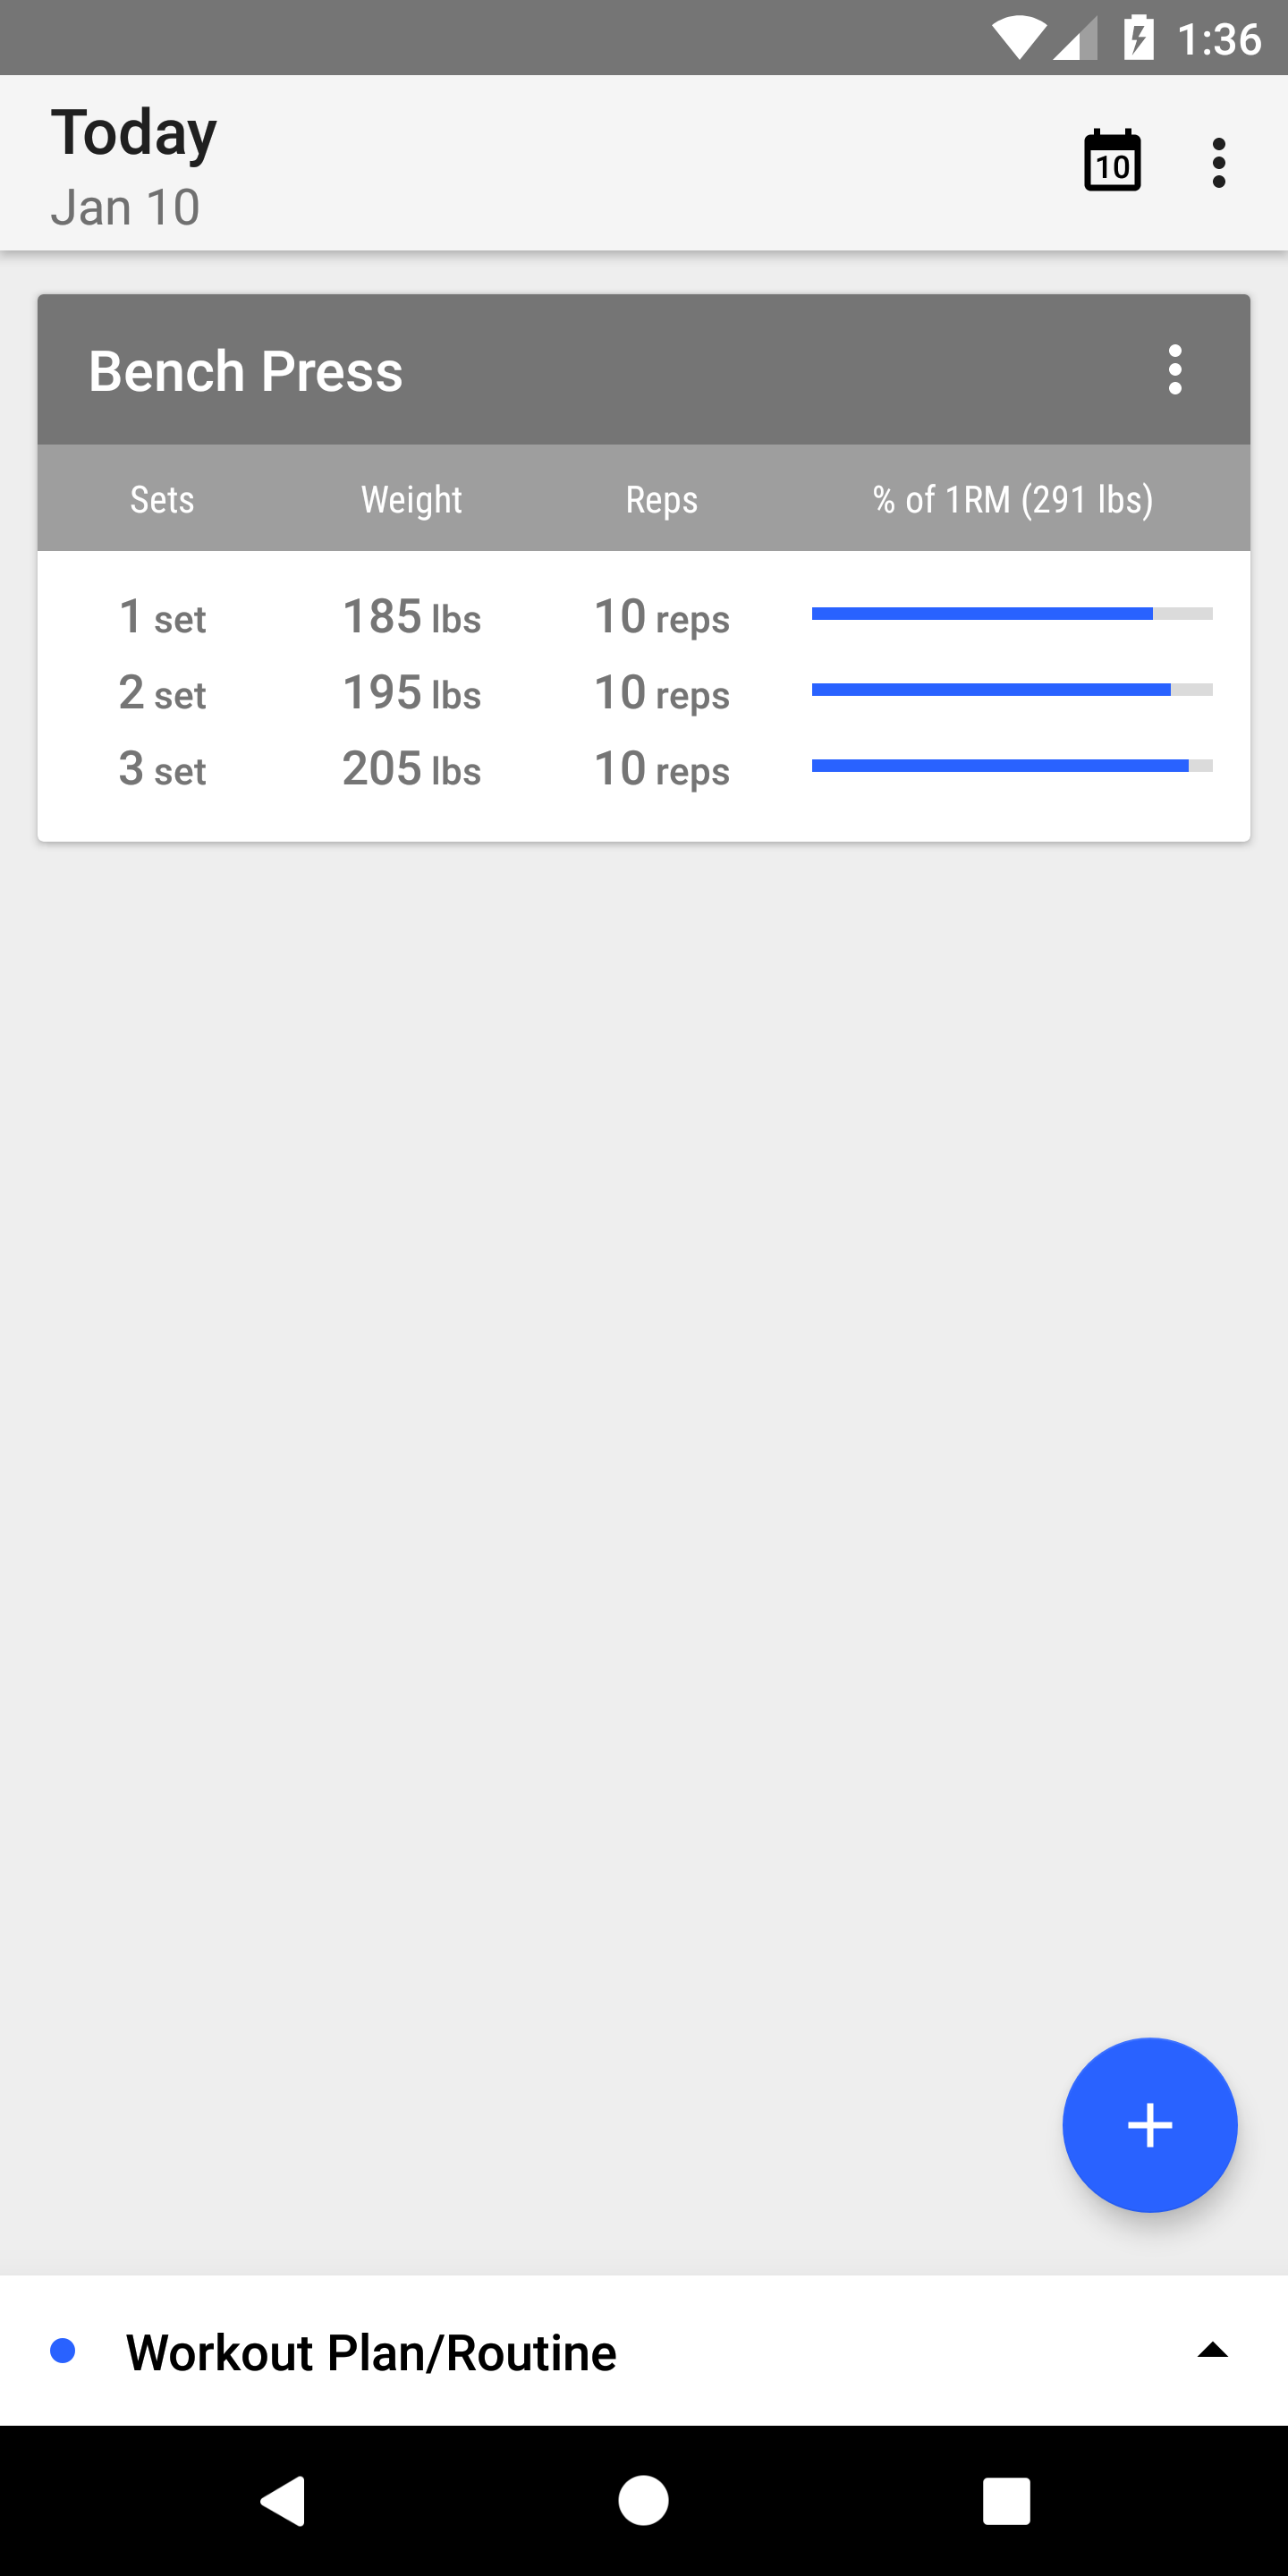 1:36
Today
Jan 10
10
Bench Press
Sets Weight Reps % of 1RM (291 lbs)
1 set 185 lbs 10 reps
2 set 195 lbs 10 reps
3 set 205 lbs 10 reps
+
Workout Plan/Routine